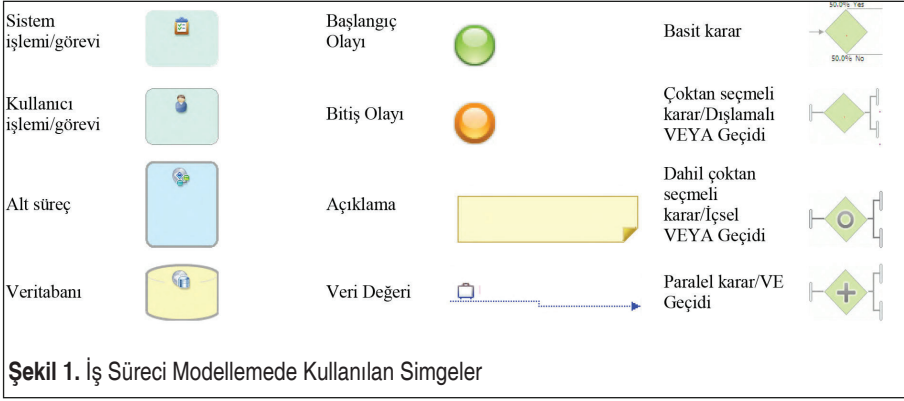 Sistem
işlemi/görevi
Kullanıcı
işlemi/görevi
Alt süreç
Veritabanı
Başlangıç
Olayı
Bitiş Olayı
Açıklama
Veri Değeri
Basit karar
50.0% Yes
50.0% No
Çoktan seçmeli
karar/Dışlamalı
VEYA Geçidi
Dahil çoktan
seçmeli
karar/İçsel
VEYA Geçidi
Paralel karar/VE
Geçidi
Şekil 1. İş Süreci Modellemede Kullanılan Simgeler